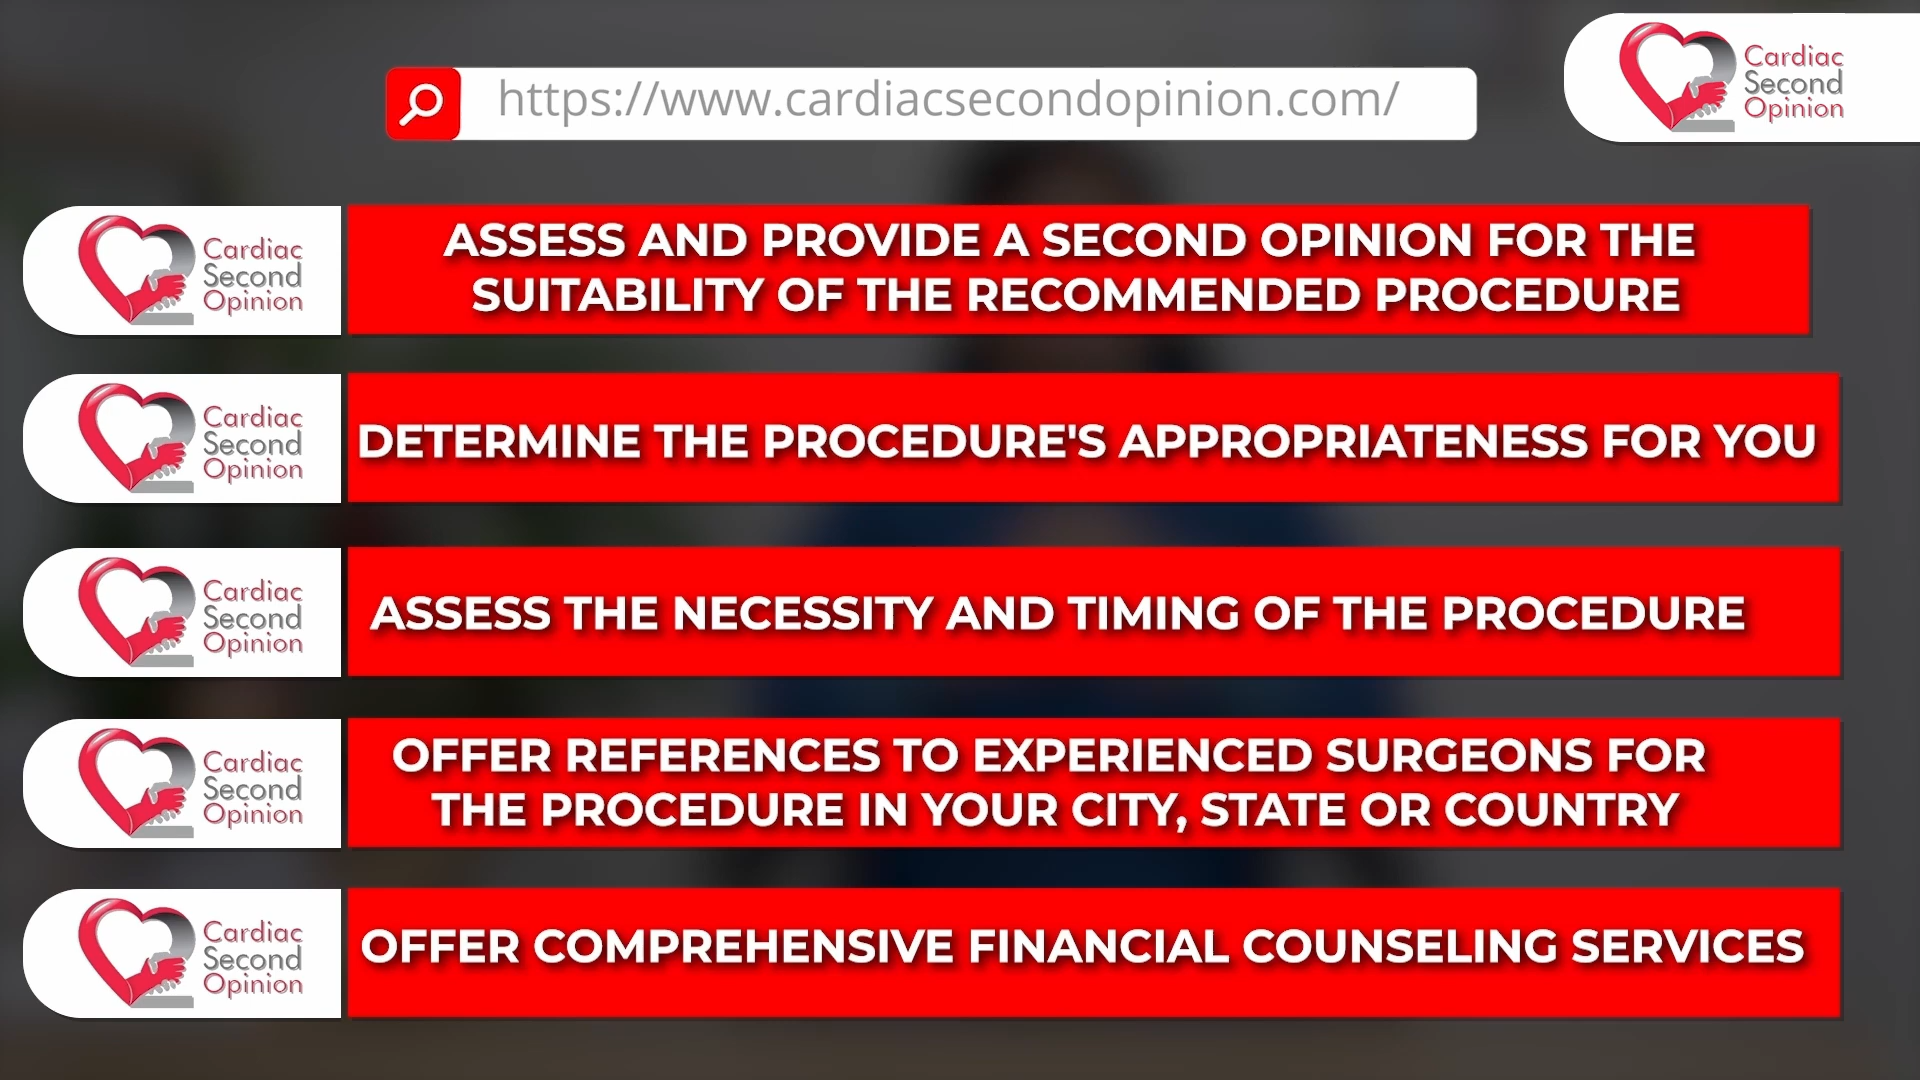 https://www.cardiacsecondopinion.com/
Cardiac
Second
Opinion
Cardiac
Second
Opinion
ASSESS AND PROVIDE A SECOND OPINION FOR THE
SUITABILITY OF THE RECOMMENDED PROCEDURE
Cardiac
Second
Opinion
DETERMINE THE PROCEDURE'S APPROPRIATENESS FOR YOU
Cardiac
Second
Opinion
ASSESS THE NECESSITY AND TIMING OF THE PROCEDURE
Cardiac
Second
Opinion
OFFER REFERENCES TO EXPERIENCED SURGEONS FOR
THE PROCEDURE IN YOUR CITY, STATE OR COUNTRY
Cardiac
Second
Opinion
OFFER COMPREHENSIVE FINANCIAL COUNSELING SERVICES